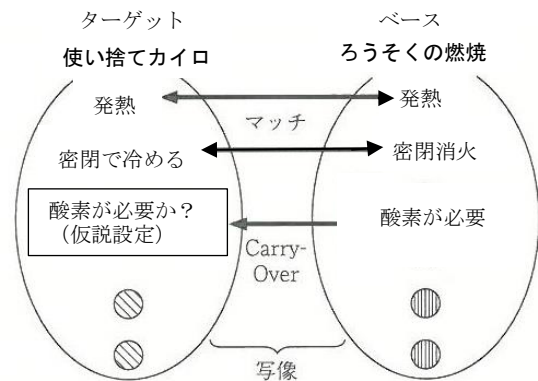 ターゲット ベース
使い捨てカイロ ろうそくの燃焼
発熱 発熱
マッチ
密閉で冷める 密閉消火
酸素が必要か？
（仮説設定）
酸素が必要
Carry-
Over
写像